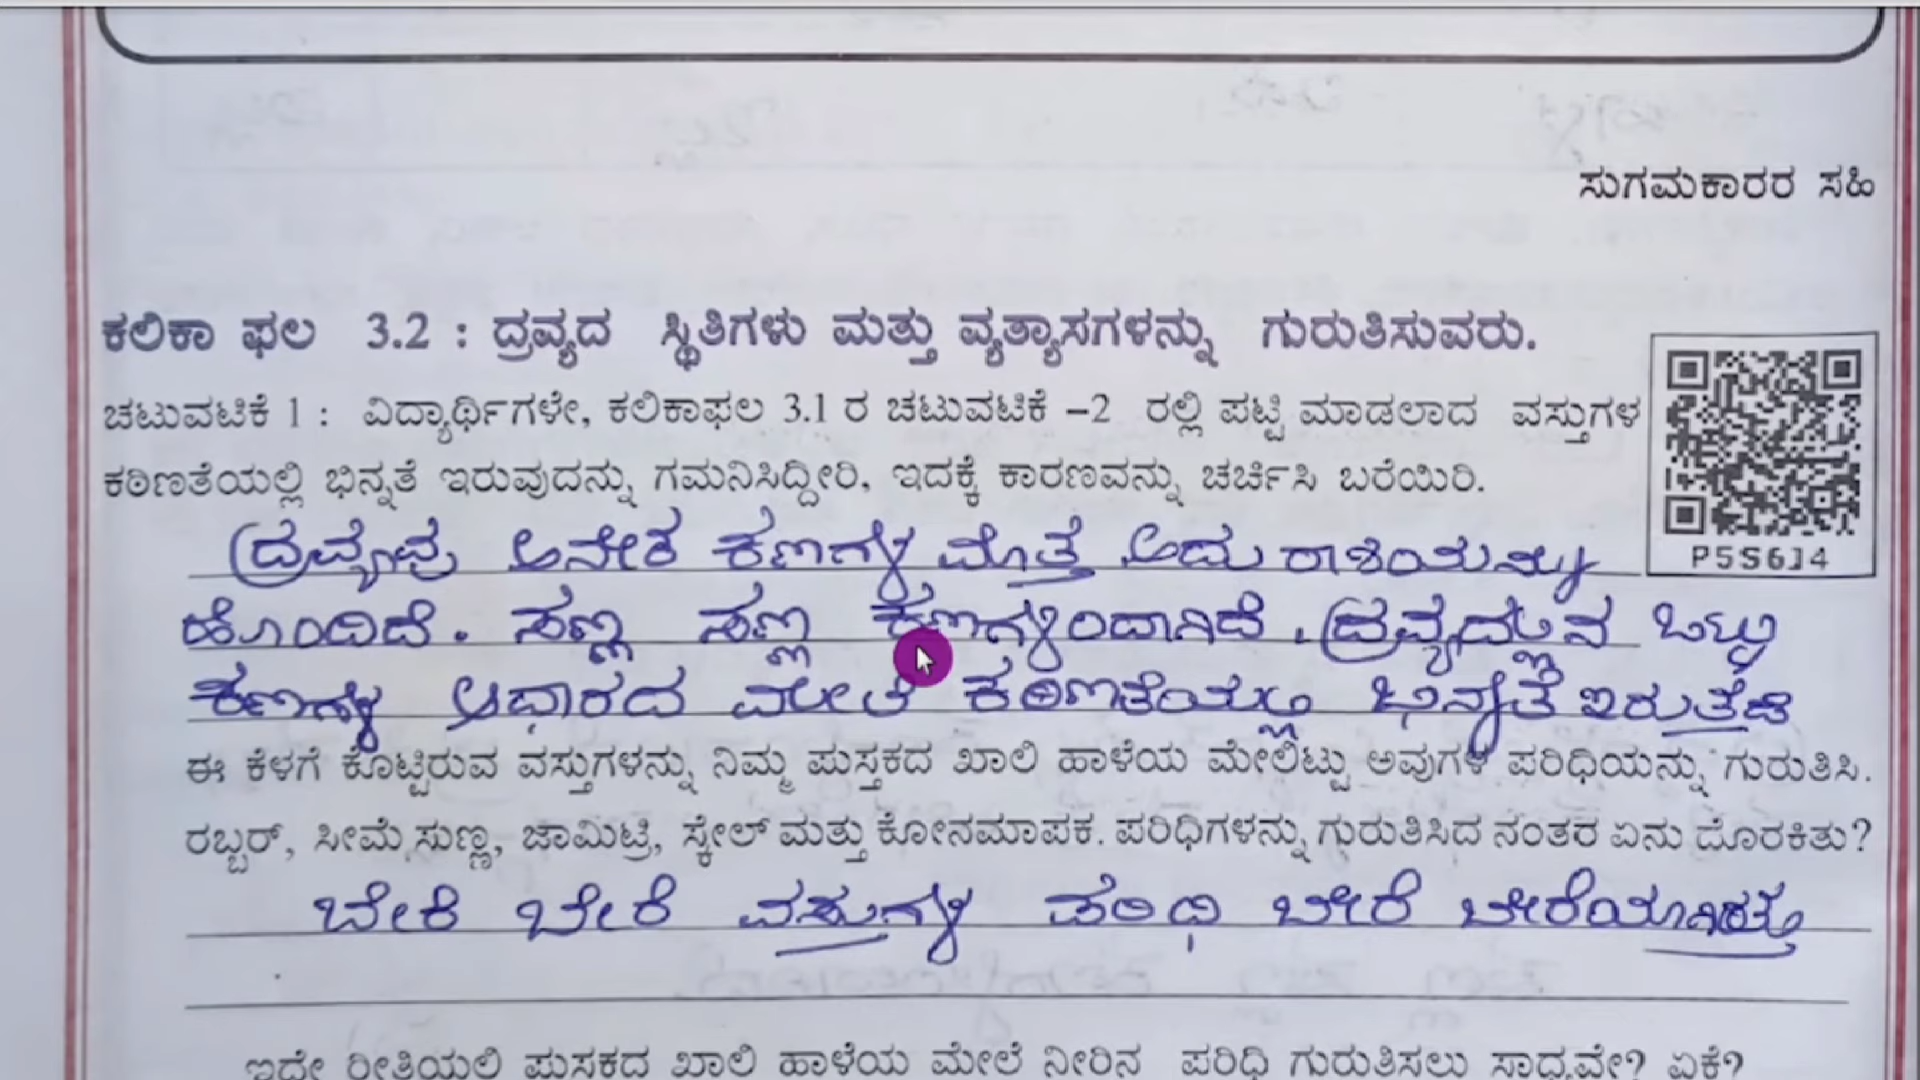 ಸುಗಮಕಾರರ ಸಹಿ
ಕಲಿಕಾ ಫಲ 3.2 : ದ್ರವ್ಯದ ಸ್ಥಿತಿಗಳು ಮತ್ತು ವ್ಯತ್ಯಾಸಗಳನ್ನು ಗುರುತಿಸುವರು.
ಚಟುವಟಿಕೆ 1 : ವಿದ್ಯಾರ್ಥಿಗಳೇ, ಕಲಿಕಾಫಲ 3.1 ರ ಚಟುವಟಿಕೆ –2 ರಲ್ಲಿ ಪಟ್ಟಿ ಮಾಡಲಾದ ವಸ್ತುಗಳ
ಕಠಿಣತೆಯಲ್ಲಿ ಭಿನ್ನತೆ ಇರುವುದನ್ನು ಗಮನಿಸಿದ್ದೀರಿ, ಇದಕ್ಕೆ ಕಾರಣವನ್ನು ಚರ್ಚಿಸಿ ಬರೆಯಿರಿ.
P5S6J4
ದ್ರವ್ಯವು ಅನೇಕ ಕಣಗಳ ಮೊತ್ತ ಅದು ರಾಶಿಯನ್ನು
ಹೊಂದಿದೆ. ಸಣ್ಣ ಸಣ್ಣ ಕಣಗಳಿಂದಾಗಿದೆ. ದ್ರವ್ಯದಲ್ಲಿನ ಒಟ್ಟು
ಕಣಗಳ ಆಧಾರದ ಮೇಲೆ ಕಠಿಣತೆಯಲ್ಲಿ ಭಿನ್ನತೆ ಇರುತ್ತದೆ
ಈ ಕೆಳಗೆ ಕೊಟ್ಟಿರುವ ವಸ್ತುಗಳನ್ನು ನಿಮ್ಮ ಪುಸ್ತಕದ ಖಾಲಿ ಹಾಳೆಯ ಮೇಲಿಟ್ಟು ಅವುಗಳ ಪರಿಧಿಯನ್ನು ಗುರುತಿಸಿ.
ರಬ್ಬರ್, ಸೀಮೆಸುಣ್ಣ, ಜಾಮಿಟ್ರಿ, ಸ್ಕೇಲ್ ಮತ್ತು ಕೋನಮಾಪಕ. ಪರಿಧಿಗಳನ್ನು ಗುರುತಿಸಿದ ನಂತರ ಏನು ದೊರಕಿತು?
ಬೇರೆ ಬೇರೆ ವಸ್ತುಗಳ ಪರಿಧಿ ಬೇರೆ ಬೇರೆಯಾಗಿರುತ್ತ
ಇದೇ ರೀತಿಯಲಿ ಪುಸಕದ ಖಾಲಿ ಹಾಳೆಯ ಮೇಲೆ ನೀರಿನ ಪರಿಧಿ ಗುರುತಿಸಲು ಸಾಧ್ಯವೇ? ಏಕೆ?